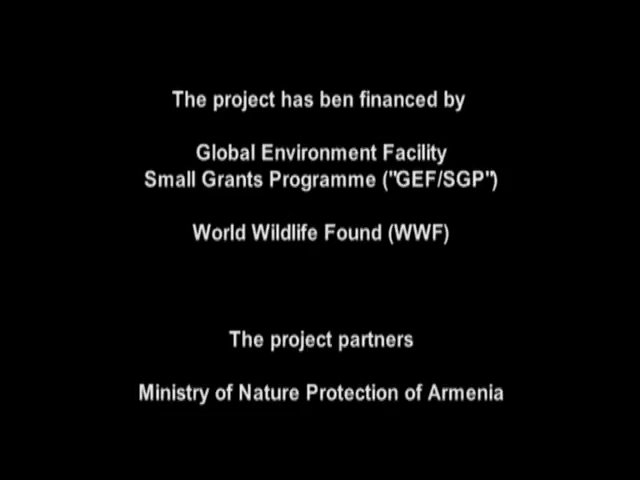 The project has ben financed by
Global Environment Facility
Small Grants Programme ("GEF/SGP")
World Wildlife Found (WWF)
The project partners
Ministry of Nature Protection of Armenia